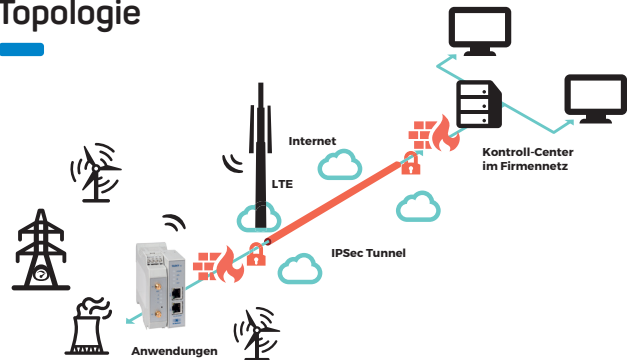 Topologie
Internet
LTE
Kontroll-Center
im Firmennetz
IPSec Tunnel
Anwendungen